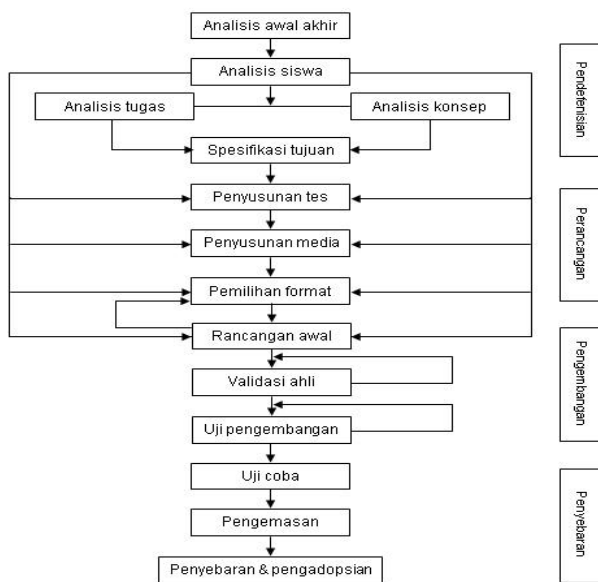 Analisis awal akhir
Analisis siswa
Analisis tugas
Analisis konsep
Spesifikasi tujuan
Penyusunan tes
Penyusunan media
Pemilihan format
Rancangan awal
Validasi ahli
Uji pengembangan
Uji coba
Pengemasan
Penyebaran & pengadopsian
Pendefenisian
Perancangan
Pengembangan
Penyebaran